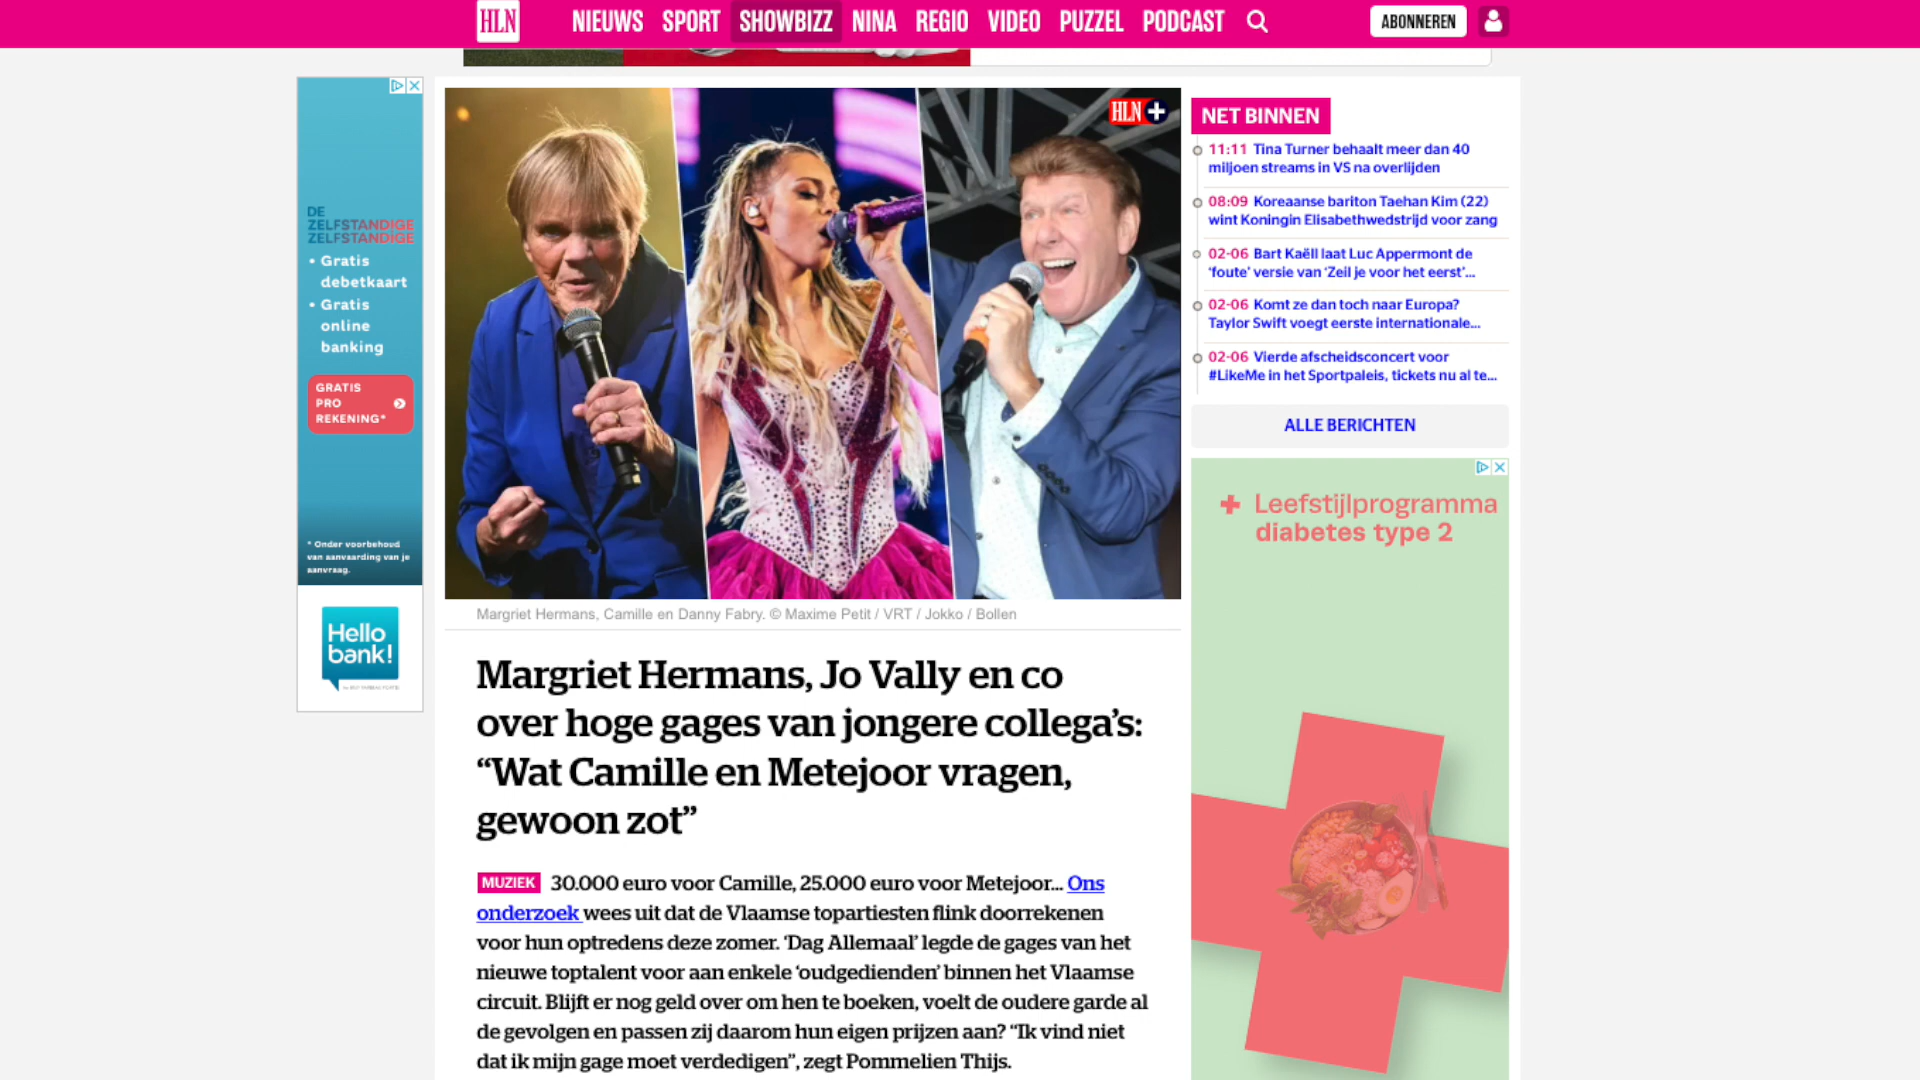 HLN
NIEUWS SPORT SHOWBIZZ NINA REGIO VIDEO PUZZEL PODCAST
ABONNEREN
DE
ZELFSTANDIGE
ZELFSTANDIGE
• Gratis
debetkaart
• Gratis
online
banking
GRATIS
PRO
REKENING*
* Onder voorbehoud
van aanvaarding van je
aanvraag.
Hello
bank!
HLN +
Margriet Hermans, Camille en Danny Fabry. © Maxime Petit / VRT / Jokko / Bollen
Margriet Hermans, Jo Vally en co
over hoge gages van jongere collega’s:
“Wat Camille en Metejoor vragen,
gewoon zot”
MUZIEK 30.000 euro voor Camille, 25.000 euro voor Metejoor... Ons
onderzoek wees uit dat de Vlaamse topartiesten flink doorrekenen
voor hun optredens deze zomer. ‘Dag Allemaal’ legde de gages van het
nieuwe toptalent voor aan enkele ‘oudgedienden’ binnen het Vlaamse
circuit. Blijft er nog geld over om hen te boeken, voelt de oudere garde al
de gevolgen en passen zij daarom hun eigen prijzen aan? “Ik vind niet
dat ik mijn gage moet verdedigen”, zegt Pommelien Thijs.
NET BINNEN
11:11 Tina Turner behaalt meer dan 40
miljoen streams in VS na overlijden
08:09 Koreaanse bariton Taehan Kim (22)
wint Koningin Elisabethwedstrijd voor zang
02-06 Bart Kaëll laat Luc Appermont de
‘foute’ versie van ‘Zeil je voor het eerst’...
02-06 Komt ze dan toch naar Europa?
Taylor Swift voegt eerste internationale...
02-06 Vierde afscheidsconcert voor
#LikeMe in het Sportpaleis, tickets nu al te...
ALLE BERICHTEN
+ Leefstijlprogramma
diabetes type 2